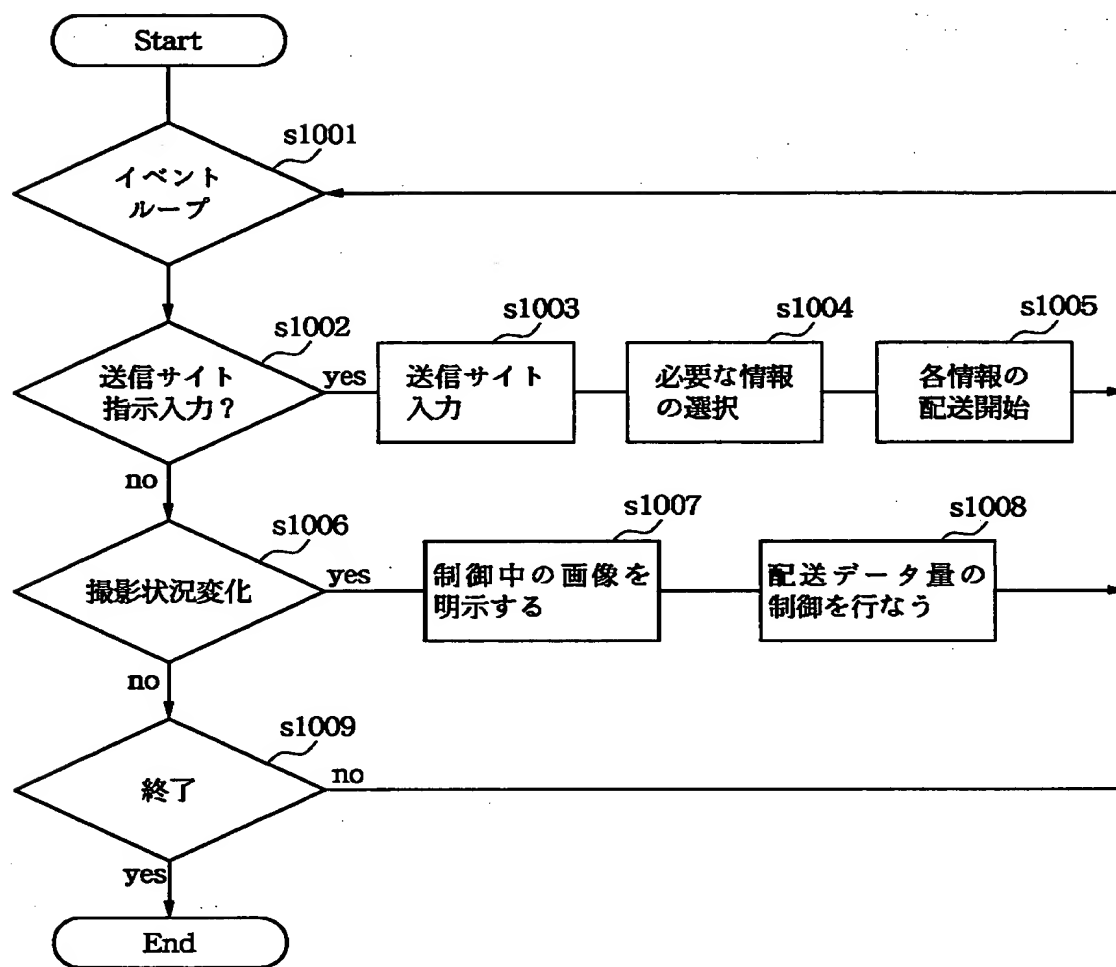 Start
s1001
イベント
ループ
s1002
送信サイト
指示入力？
yes
s1003
送信サイト
入力
s1004
必要な情報
の選択
s1005
各情報の
配送開始
no
s1006
撮影状況変化
yes
s1007
制御中の画像を
明示する
s1008
配送データ量の
制御を行なう
no
s1009
終了
no
yes
End